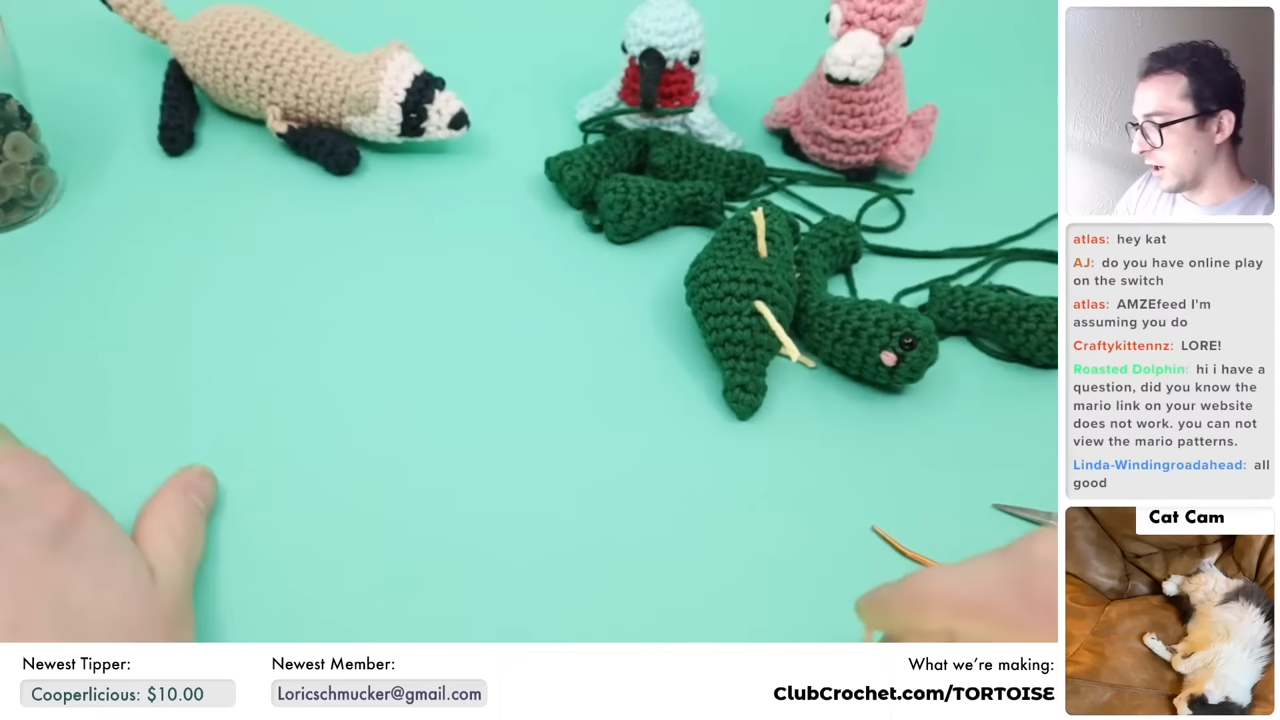 atlas: hey kat
AJ: do you have online play
on the switch
atlas: AMZEfeed I'm
assuming you do
Craftykittennz: LORE!
Roasted Dolphin: hi i have a
question, did you know the
mario link on your website
does not work. you can not
view the mario patterns.
Linda-Windingroadahead: all
good
Cat Cam
Newest Tipper:
Cooperlicious: $10.00
Newest Member:
Loricschmucker@gmail.com
What we're making:
ClubCrochet.com/TORTOISE